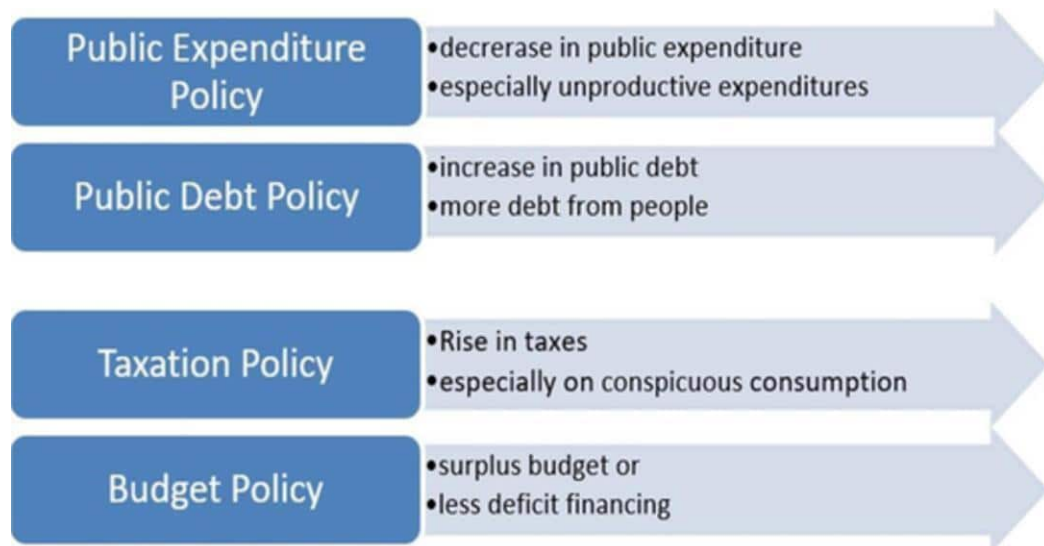 Public Expenditure
Policy
•decrerase in public expenditure
•especially unproductive expenditures
Public Debt Policy
•increase in public debt
•more debt from people
Taxation Policy
•Rise in taxes
•especially on conspicuous consumption
Budget Policy
•surplus budget or
•less deficit financing